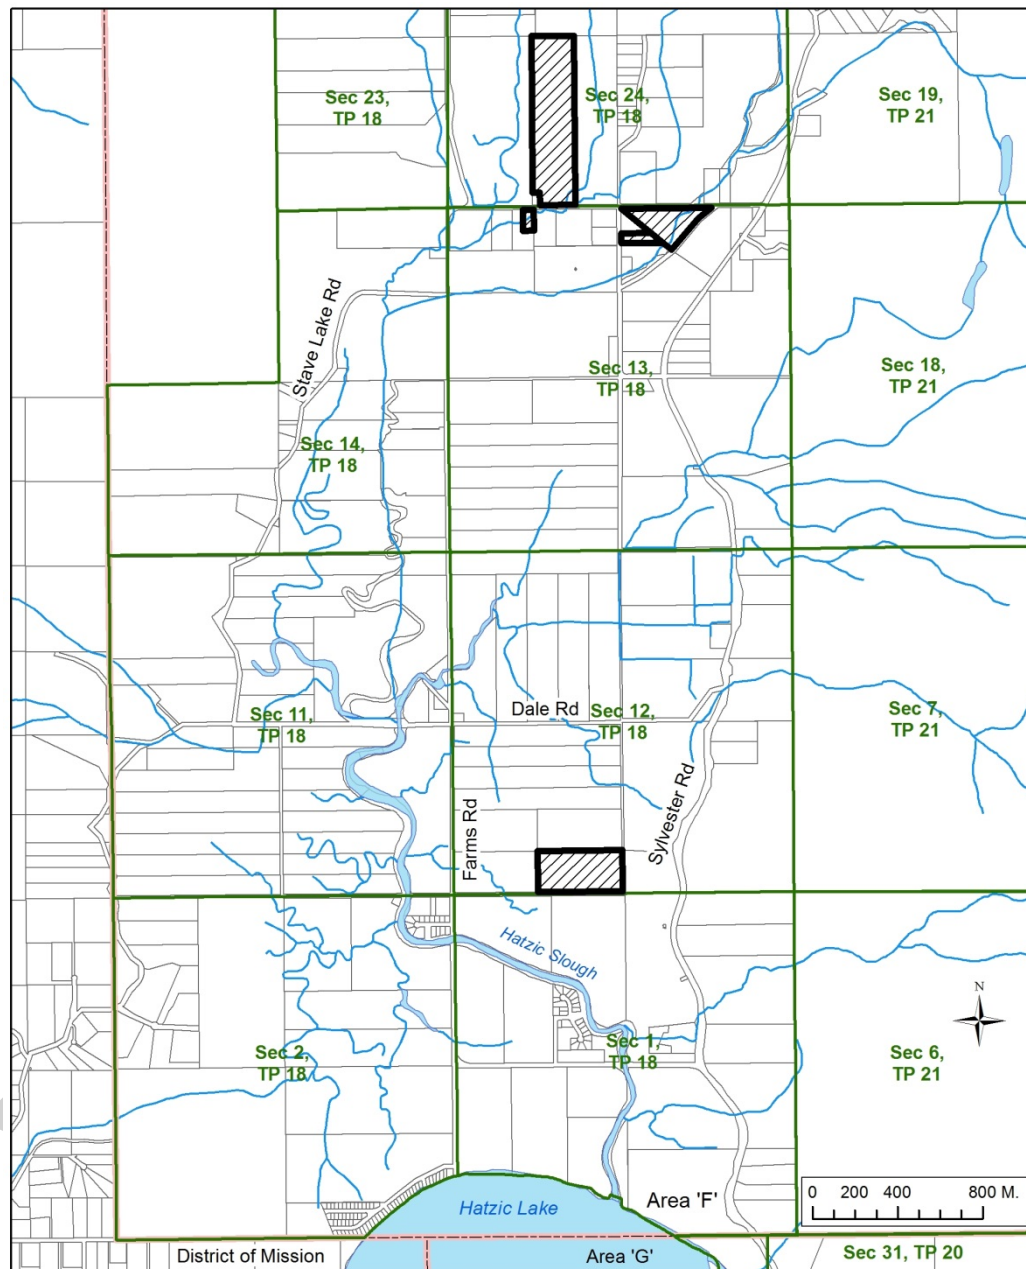 Sec 23,
TP 18
Sec 24,
TP 18
Sec 19,
TP 21
Stave Lake Rd
Sec 13,
TP 18
Sec 18,
TP 21
Sec 14,
TP 18
Dale Rd
Sec 11,
TP 18
Sec 12,
TP 18
Sec 7,
TP 21
Farms Rd
Sylvester Rd
Hatzic Slough
N
Sec 2,
TP 18
Sec 1,
TP 18
Sec 6,
TP 21
0 200 400 800 M.
Hatzic Lake
Area 'F'
District of Mission
Area 'G'
Sec 31, TP 20